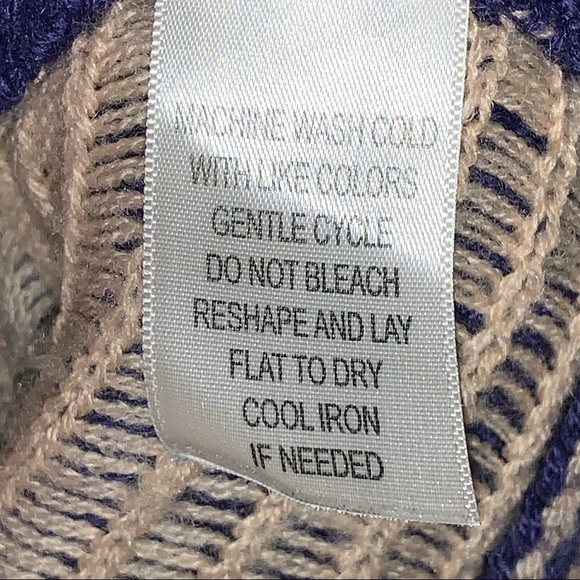 MACHINE WASH COLD
WITH LIKE COLORS
GENTLE CYCLE
DO NOT BLEACH
RESHAPE AND LAY
FLAT TO DRY
COOL IRON
IF NEEDED